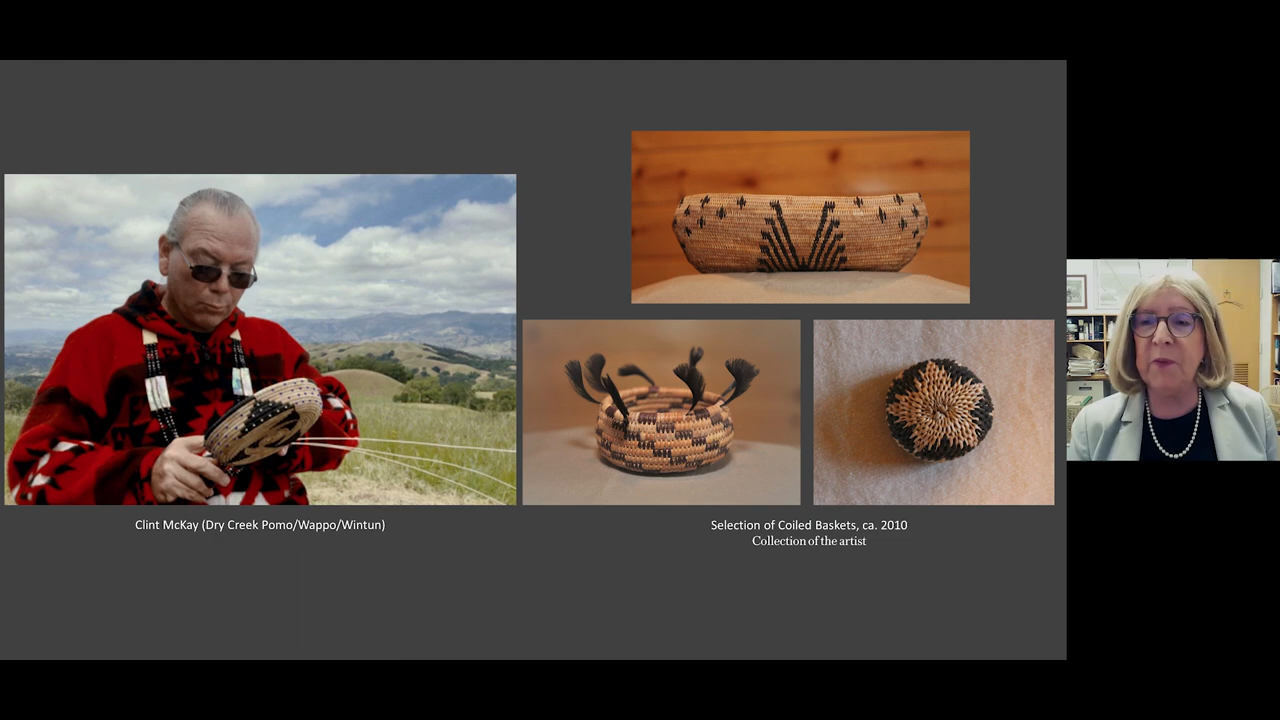 Clint McKay (Dry Creek Pomo/Wappo/Wintun)
Selection of Coiled Baskets, ca. 2010
Collection of the artist